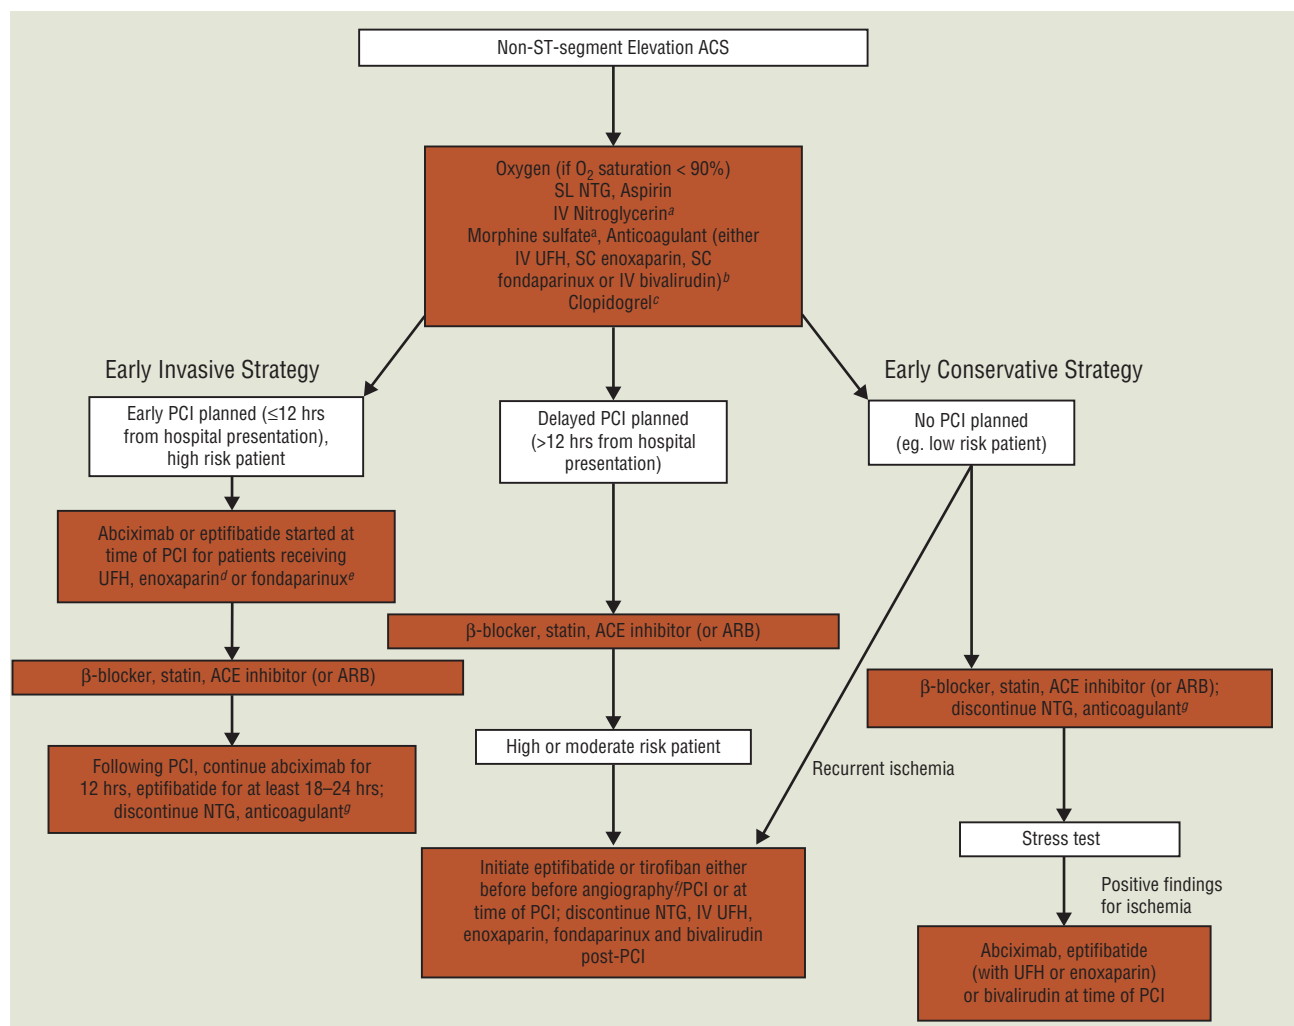 Non-ST-segment Elevation ACS
Oxygen (if O₂ saturation < 90%)
SL NTG, Aspirin
IV Nitroglycerinᵃ
Morphine sulfateᵃ, Anticoagulant (either
IV UFH, SC enoxaparin, SC
fondaparinux or IV bivalirudin)ᵇ
Clopidogrelᶜ
Early Invasive Strategy
Early PCI planned (≤12 hrs
from hospital presentation),
high risk patient
Abciximab or eptifibatide started at
time of PCI for patients receiving
UFH, enoxaparinᵈ or fondaparinuxᵉ
β-blocker, statin, ACE inhibitor (or ARB)
Following PCI, continue abciximab for
12 hrs, eptifibatide for at least 18–24 hrs;
discontinue NTG, anticoagulantᵍ
Delayed PCI planned
(>12 hrs from hospital
presentation)
β-blocker, statin, ACE inhibitor (or ARB)
High or moderate risk patient
Initiate eptifibatide or tirofiban either
before before angiographyᶠ/PCI or at
time of PCI; discontinue NTG, IV UFH,
enoxaparin, fondaparinux and bivalirudin
post-PCI
Early Conservative Strategy
No PCI planned
(eg. low risk patient)
Recurrent ischemia
β-blocker, statin, ACE inhibitor (or ARB);
discontinue NTG, anticoagulantᵍ
Stress test
Positive findings
for ischemia
Abciximab, eptifibatide
(with UFH or enoxaparin)
or bivalirudin at time of PCI